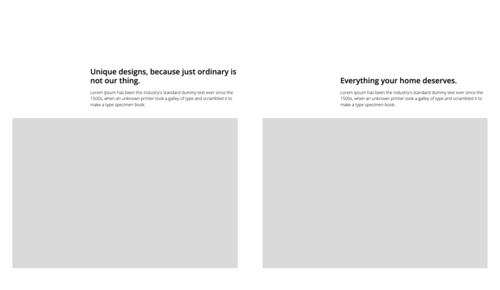 Unique designs, because just ordinary is
not our thing.
Lorem Ipsum has been the industry's standard dummy text ever since the
1500s, when an unknown printer took a galley of type and scrambled it to
make a type specimen book.
Everything your home deserves.
Lorem Ipsum has been the industry's standard dummy text ever since the
1500s, when an unknown printer took a galley of type and scrambled it to
make a type specimen book.